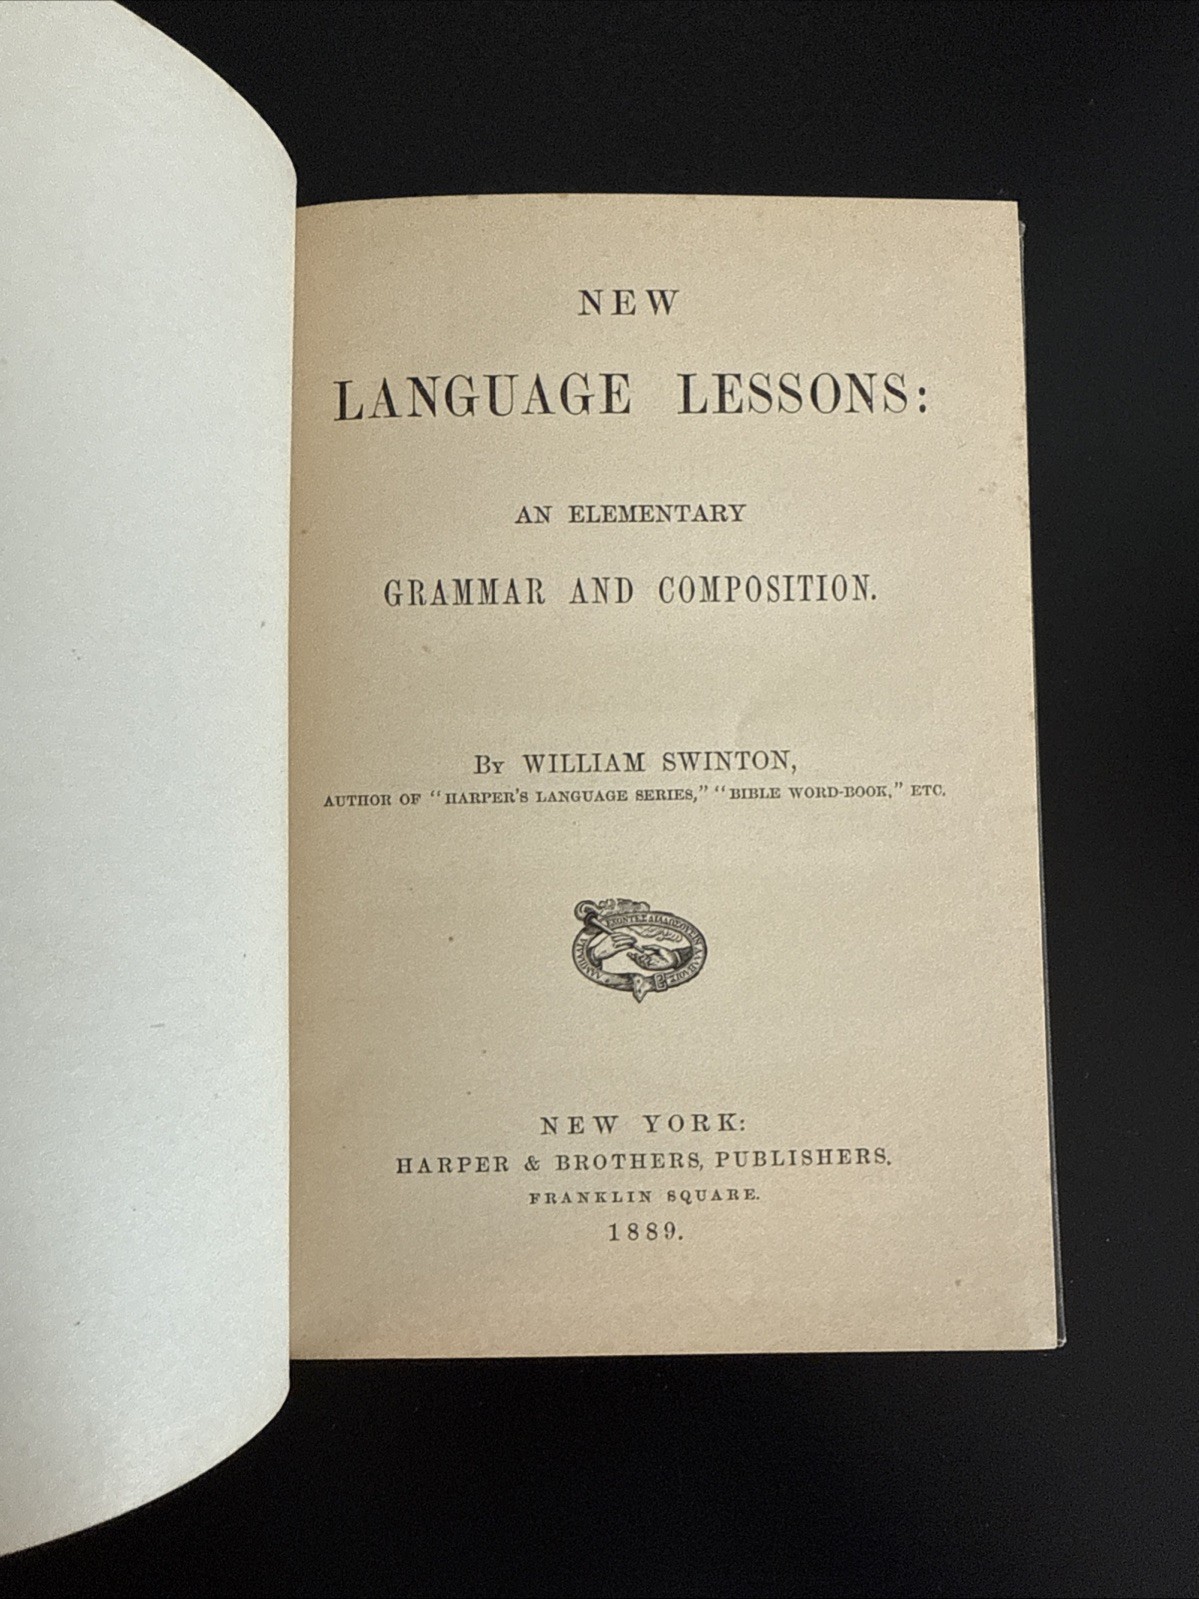 NEW
LANGUAGE LESSONS:
AN ELEMENTARY
GRAMMAR AND COMPOSITION.
BY WILLIAM SWINTON,
AUTHOR OF "HARPER'S LANGUAGE SERIES," "BIBLE WORD-BOOK," ETC.
NEW YORK:
HARPER & BROTHERS, PUBLISHERS.
FRANKLIN SQUARE.
1889.